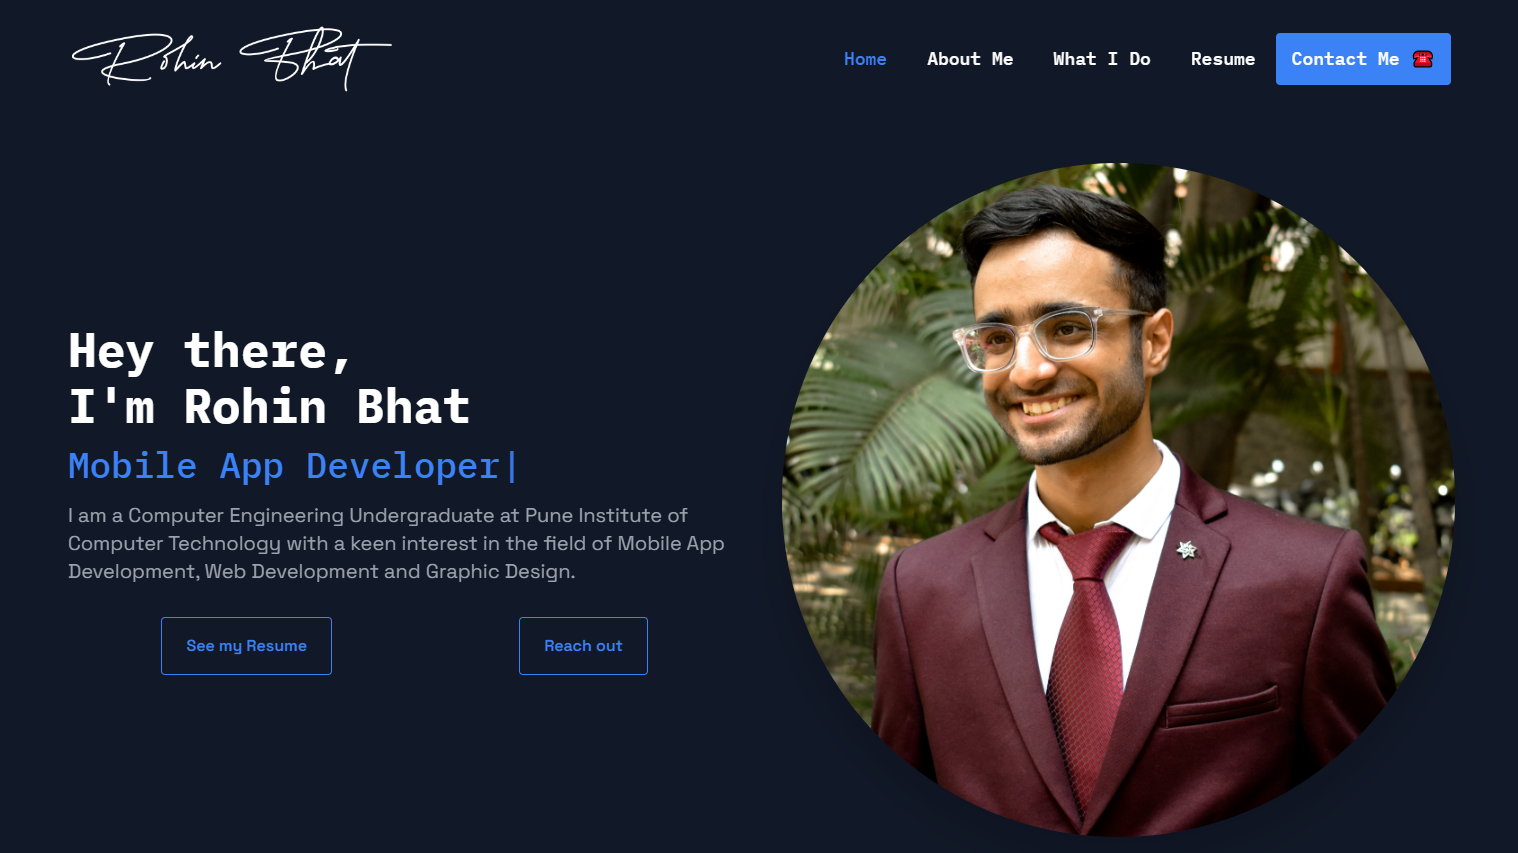 Rohin Bhat
Home About Me What I Do Resume Contact Me ☎️
Hey there,
I'm Rohin Bhat
Mobile App Developer|
I am a Computer Engineering Undergraduate at Pune Institute of
Computer Technology with a keen interest in the field of Mobile App
Development, Web Development and Graphic Design.
See my Resume Reach out